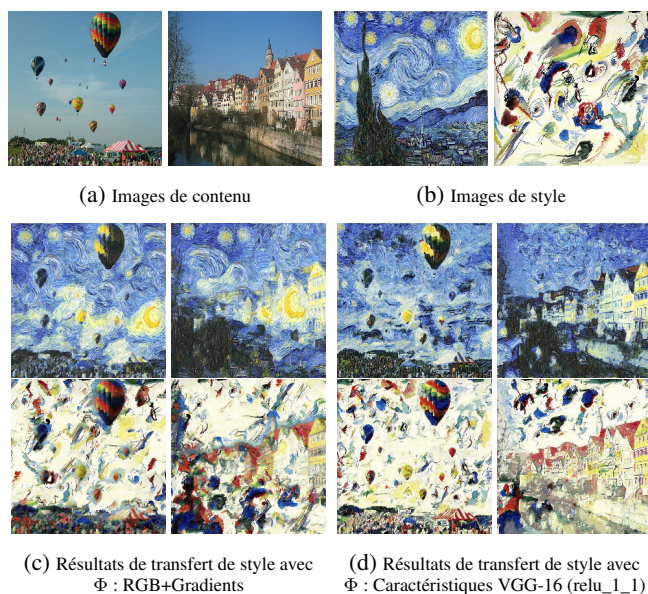 (a) Images de contenu
(b) Images de style
(c) Résultats de transfert de style avec
Φ : RGB+Gradients
(d) Résultats de transfert de style avec
Φ : Caractéristiques VGG-16 (relu_1_1)